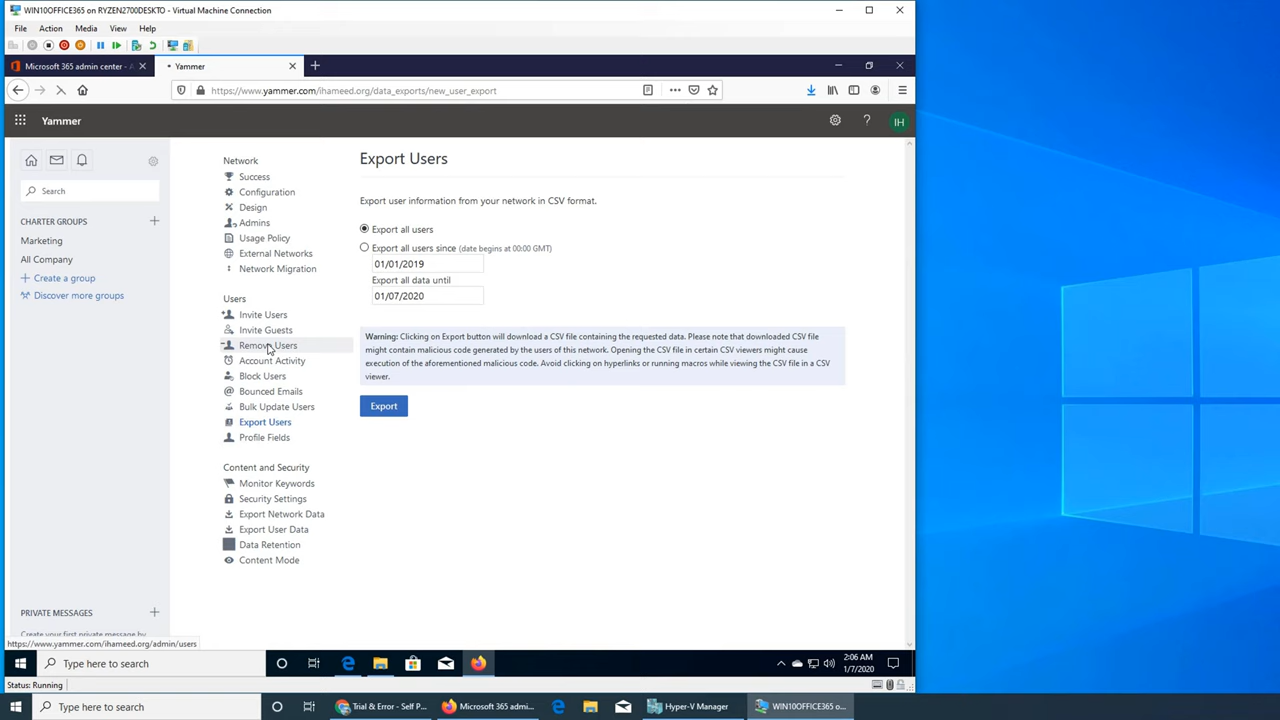 WIN10OFFICE365 on RYZEN2700DESKTO - Virtual Machine Connection
File Action Media View Help
Microsoft 365 admin center - A
Yammer
https://www.yammer.com/ihameed.org/data_exports/new_user_export
Yammer
IH
Search
CHARTER GROUPS
Marketing
All Company
Create a group
Discover more groups
PRIVATE MESSAGES
Create your first private message by
Network
Success
Configuration
Design
Admins
Usage Policy
External Networks
Network Migration
Users
Invite Users
Invite Guests
Remove Users
Account Activity
Block Users
Bounced Emails
Bulk Update Users
Export Users
Profile Fields
Content and Security
Monitor Keywords
Security Settings
Export Network Data
Export User Data
Data Retention
Content Mode
Export Users
Export user information from your network in CSV format.
Export all users
Export all users since (date begins at 00:00 GMT)
01/01/2019
Export all data until
01/07/2020
Warning: Clicking on Export button will download a CSV file containing the requested data. Please note that downloaded CSV file
might contain malicious code generated by the users of this network. Opening the CSV file in certain CSV viewers might cause
execution of the aforementioned malicious code. Avoid clicking on hyperlinks or running macros while viewing the CSV file in a CSV
viewer.
Export
https://www.yammer.com/ihameed.org/admin/users
Type here to search
2:06 AM
1/7/2020
Status: Running
Type here to search
Trial & Error - Self P...
Microsoft 365 admi...
Hyper-V Manager
WIN10OFFICE365 o...